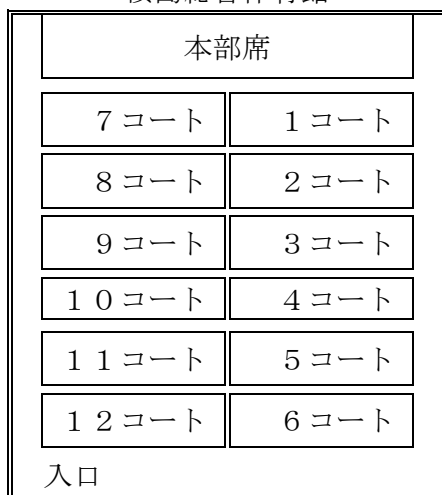 本部席
７コート １コート
８コート ２コート
９コート ３コート
１０コート ４コート
１１コート ５コート
１２コート ６コート
入口